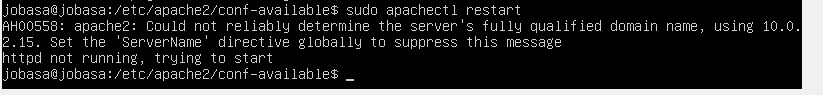 jobasa@jobasa:/etc/apache2/conf-available$ sudo apachectl restart
AH00558: apache2: Could not reliably determine the server's fully qualified domain name, using 10.0.
2.15. Set the 'ServerName' directive globally to suppress this message
httpd not running, trying to start
jobasa@jobasa:/etc/apache2/conf-available$ _